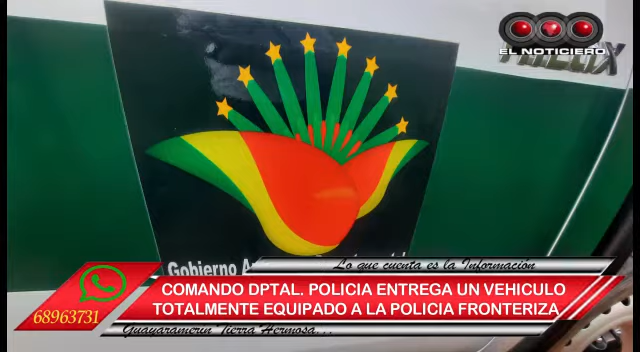 EL NOTICIERO
Gobierno
Lo que cuenta es la Información
COMANDO DPTAL. POLICIA ENTREGA UN VEHICULO
TOTALMENTE EQUIPADO A LA POLICIA FRONTERIZA
68963731
Guayaramerin Tierra Hermosa...